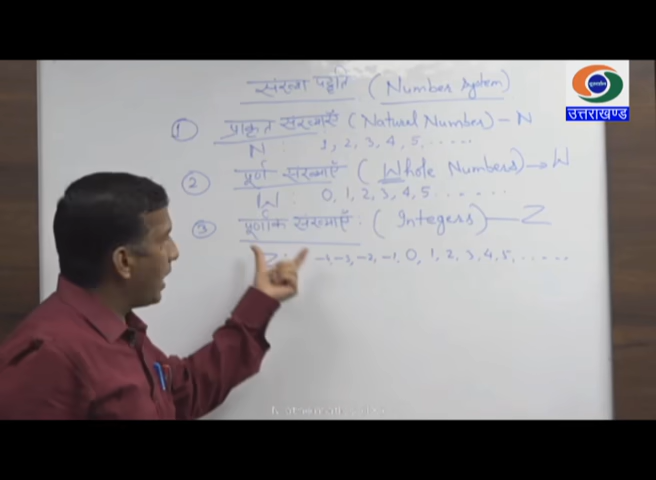 संख्या पद्धति (Number system)
उत्तराखण्ड
① प्राकृत संख्याएँ (Natural Number) - N
N : 1, 2, 3, 4, 5, .....
② पूर्ण संख्याएँ (Whole Numbers) → W
W : 0, 1, 2, 3, 4, 5 ......
③ पूर्णांक संख्याएँ : (Integers) — Z
Z : -3, -2, -1, 0, 1, 2, 3, 4, 5, ......